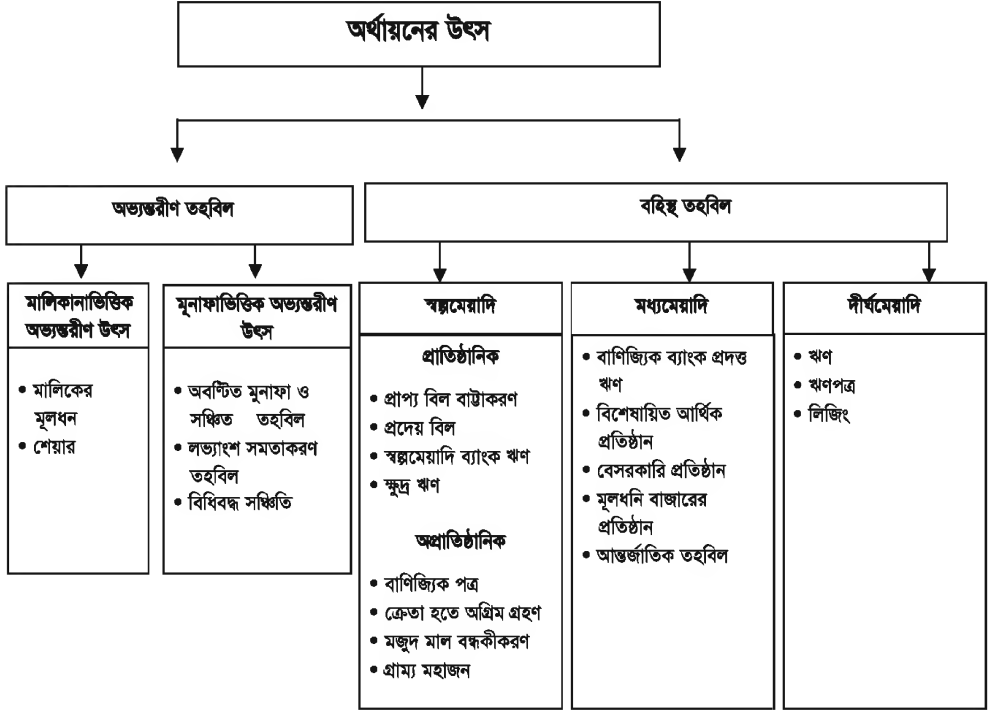 অর্থায়নের উৎস
অভ্যন্তরীণ তহবিল
বহিস্থ তহবিল
মালিকানাভিত্তিক
অভ্যন্তরীণ উৎস
মালিকের
মূলধন
শেয়ার
মূনাফাভিত্তিক অভ্যন্তরীণ
উৎস
অবণ্টিত মুনাফা ও
সঞ্চিত তহবিল
লভ্যাংশ সমতাকরণ
তহবিল
বিধিবদ্ধ সঞ্চিতি
স্বল্পমেয়াদি
প্রাতিষ্ঠানিক
প্রাপ্য বিল বাট্টাকরণ
প্রদেয় বিল
স্বল্পমেয়াদি ব্যাংক ঋণ
ক্ষুদ্র ঋণ
অপ্রাতিষ্ঠানিক
বাণিজ্যিক পত্র
ক্রেতা হতে অগ্রিম গ্রহণ
মজুদ মাল বন্ধকীকরণ
গ্রাম্য মহাজন
মধ্যমেয়াদি
বাণিজ্যিক ব্যাংক প্রদত্ত
ঋণ
বিশেষায়িত আর্থিক
প্রতিষ্ঠান
বেসরকারি প্রতিষ্ঠান
মূলধনি বাজারের
প্রতিষ্ঠান
আন্তর্জাতিক তহবিল
দীর্ঘমেয়াদি
ঋণ
ঋণপত্র
লিজিং